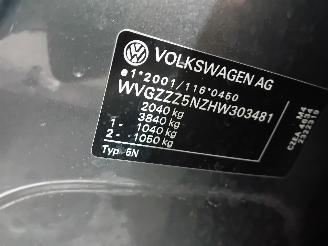 VOLKSWAGEN AG
e1*2001/116*0450
WVGZZZ5NZHW303481
2040 kg
3840 kg
1- 1040 kg
2- 1050 kg
Typ 5N